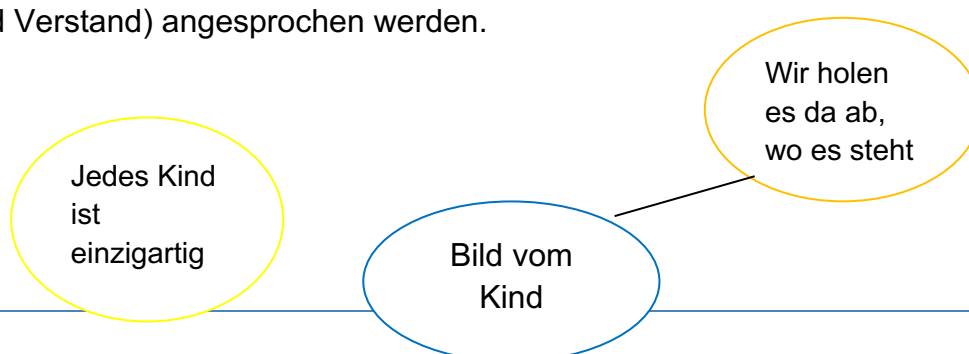 Verstand) angesprochen werden.
Wir holen
es da ab,
wo es steht
Jedes Kind
ist
einzigartig
Bild vom
Kind